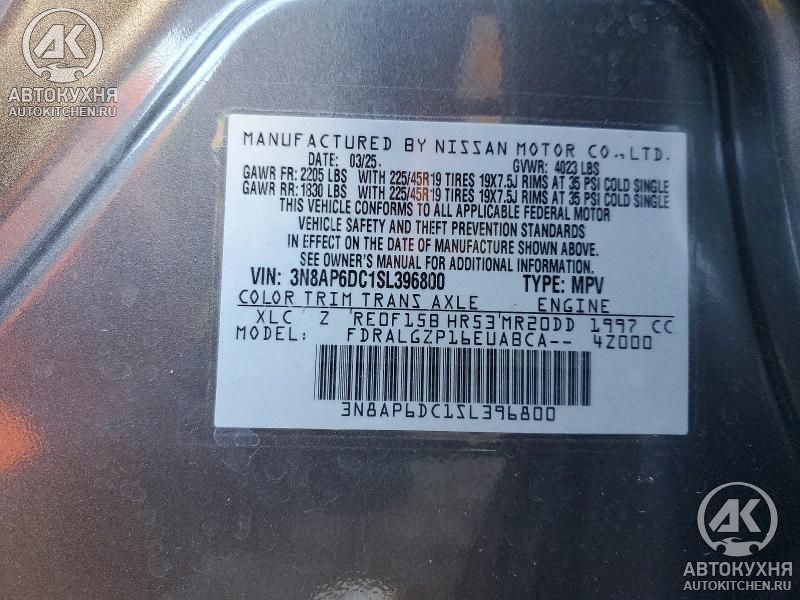 AK
АВТОКУХНЯ
AUTOKITCHEN.RU
MANUFACTURED BY NISSAN MOTOR CO.,LTD.
DATE: 03/25. GVWR: 4023 LBS
GAWR FR: 2205 LBS WITH 225/45R19 TIRES 19X7.5J RIMS AT 35 PSI COLD SINGLE
GAWR RR: 1830 LBS WITH 225/45R19 TIRES 19X7.5J RIMS AT 35 PSI COLD SINGLE
THIS VEHICLE CONFORMS TO ALL APPLICABLE FEDERAL MOTOR
VEHICLE SAFETY AND THEFT PREVENTION STANDARDS
IN EFFECT ON THE DATE OF MANUFACTURE SHOWN ABOVE.
SEE OWNER'S MANUAL FOR ADDITIONAL INFORMATION.
VIN: 3N8AP6DC1SL396800 TYPE: MPV
COLOR TRIM TRANS AXLE ENGINE
XLC Z RE0F15B HR53 MR20DD 1997 CC
MODEL: FDRALGZP16EUABCA-- 4Z000
3N8AP6DC1SL396800
AK
АВТОКУХНЯ
AUTOKITCHEN.RU